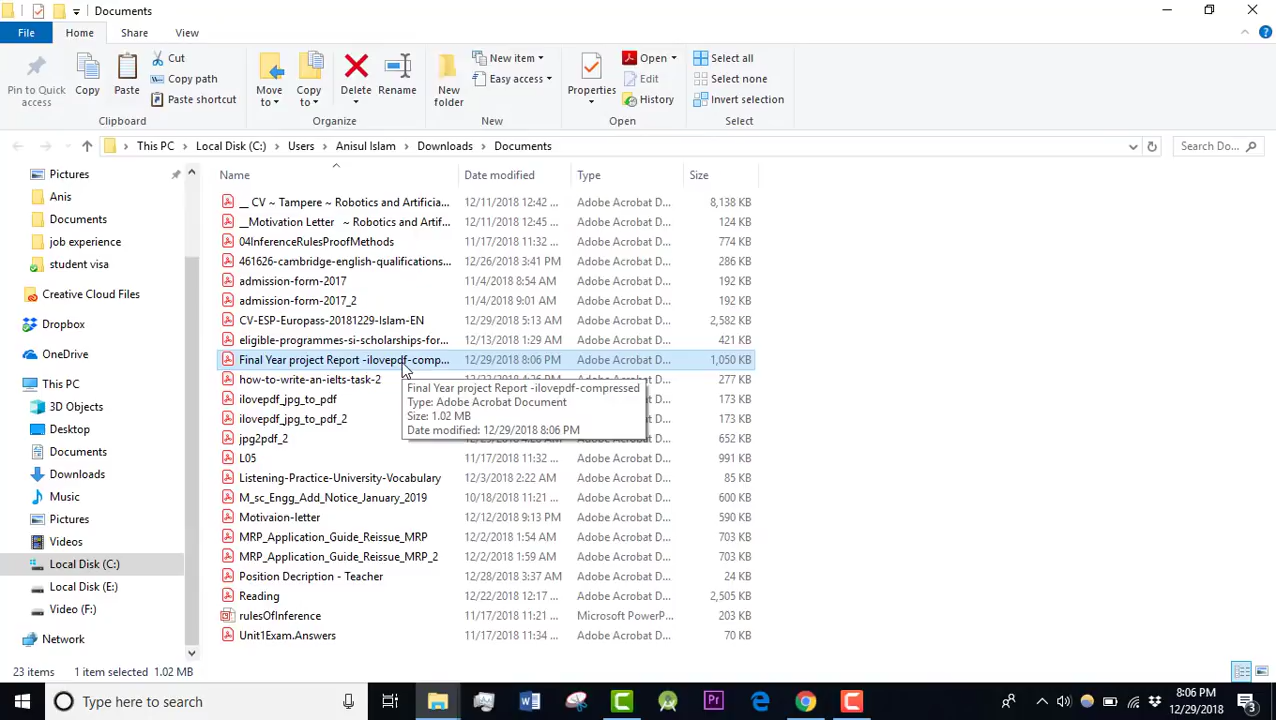 Documents
File Home Share View
Pin to Quick access
Copy
Paste
Cut
Copy path
Paste shortcut
Clipboard
Move to
Copy to
Delete
Rename
Organize
New folder
New item
Easy access
New
Properties
Open
Edit
History
Open
Select all
Select none
Invert selection
Select
This PC Local Disk (C:) Users Anisul Islam Downloads Documents
Search Do...
Pictures
Anis
Documents
job experience
student visa
Creative Cloud Files
Dropbox
OneDrive
This PC
3D Objects
Desktop
Documents
Downloads
Music
Pictures
Videos
Local Disk (C:)
Local Disk (E:)
Video (F:)
Network
Name Date modified Type Size
__ CV ~ Tampere ~ Robotics and Artificia... 12/11/2018 12:42 ... Adobe Acrobat D... 8,138 KB
__Motivation Letter ~ Robotics and Artif... 12/11/2018 12:45 ... Adobe Acrobat D... 124 KB
04InferenceRulesProofMethods 11/17/2018 11:32 ... Adobe Acrobat D... 774 KB
461626-cambridge-english-qualifications... 12/26/2018 3:41 PM Adobe Acrobat D... 286 KB
admission-form-2017 11/4/2018 8:54 AM Adobe Acrobat D... 192 KB
admission-form-2017_2 11/4/2018 9:01 AM Adobe Acrobat D... 192 KB
CV-ESP-Europass-20181229-Islam-EN 12/29/2018 5:13 AM Adobe Acrobat D... 2,582 KB
eligible-programmes-si-scholarships-for... 12/13/2018 1:29 AM Adobe Acrobat D... 421 KB
Final Year project Report -ilovepdf-comp... 12/29/2018 8:06 PM Adobe Acrobat D... 1,050 KB
how-to-write-an-ielts-task-2 Adobe Acrobat D... 277 KB
ilovepdf_jpg_to_pdf 173 KB
ilovepdf_jpg_to_pdf_2 173 KB
jpg2pdf_2 652 KB
L05 11/17/2018 11:32 ... Adobe Acrobat D... 991 KB
Listening-Practice-University-Vocabulary 12/3/2018 2:22 AM Adobe Acrobat D... 85 KB
M_sc_Engg_Add_Notice_January_2019 10/18/2018 11:21 ... Adobe Acrobat D... 600 KB
Motivaion-letter 12/12/2018 9:13 PM Adobe Acrobat D... 590 KB
MRP_Application_Guide_Reissue_MRP 12/2/2018 1:54 AM Adobe Acrobat D... 703 KB
MRP_Application_Guide_Reissue_MRP_2 12/2/2018 1:59 AM Adobe Acrobat D... 703 KB
Position Decription - Teacher 12/28/2018 3:37 AM Adobe Acrobat D... 24 KB
Reading 12/22/2018 12:17 ... Adobe Acrobat D... 2,505 KB
rulesOfInference 11/17/2018 11:21 ... Microsoft PowerP... 203 KB
Unit1Exam.Answers 11/17/2018 11:34 ... Adobe Acrobat D... 70 KB
Final Year project Report -ilovepdf-compressed
Type: Adobe Acrobat Document
Size: 1.02 MB
Date modified: 12/29/2018 8:06 PM
23 items 1 item selected 1.02 MB
Type here to search
Pr
8:06 PM
12/29/2018
3